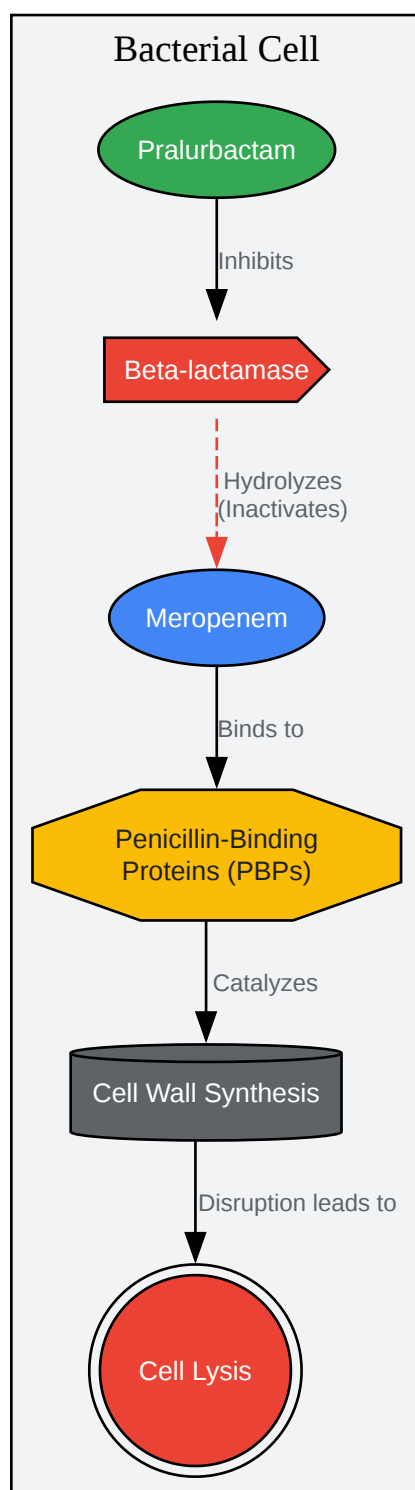 Bacterial Cell
Pralurbactam
Inhibits
Beta-lactamase
Hydrolyzes
(Inactivates)
Meropenem
Binds to
Penicillin-Binding
Proteins (PBPs)
Catalyzes
Cell Wall Synthesis
Disruption leads to
Cell Lysis